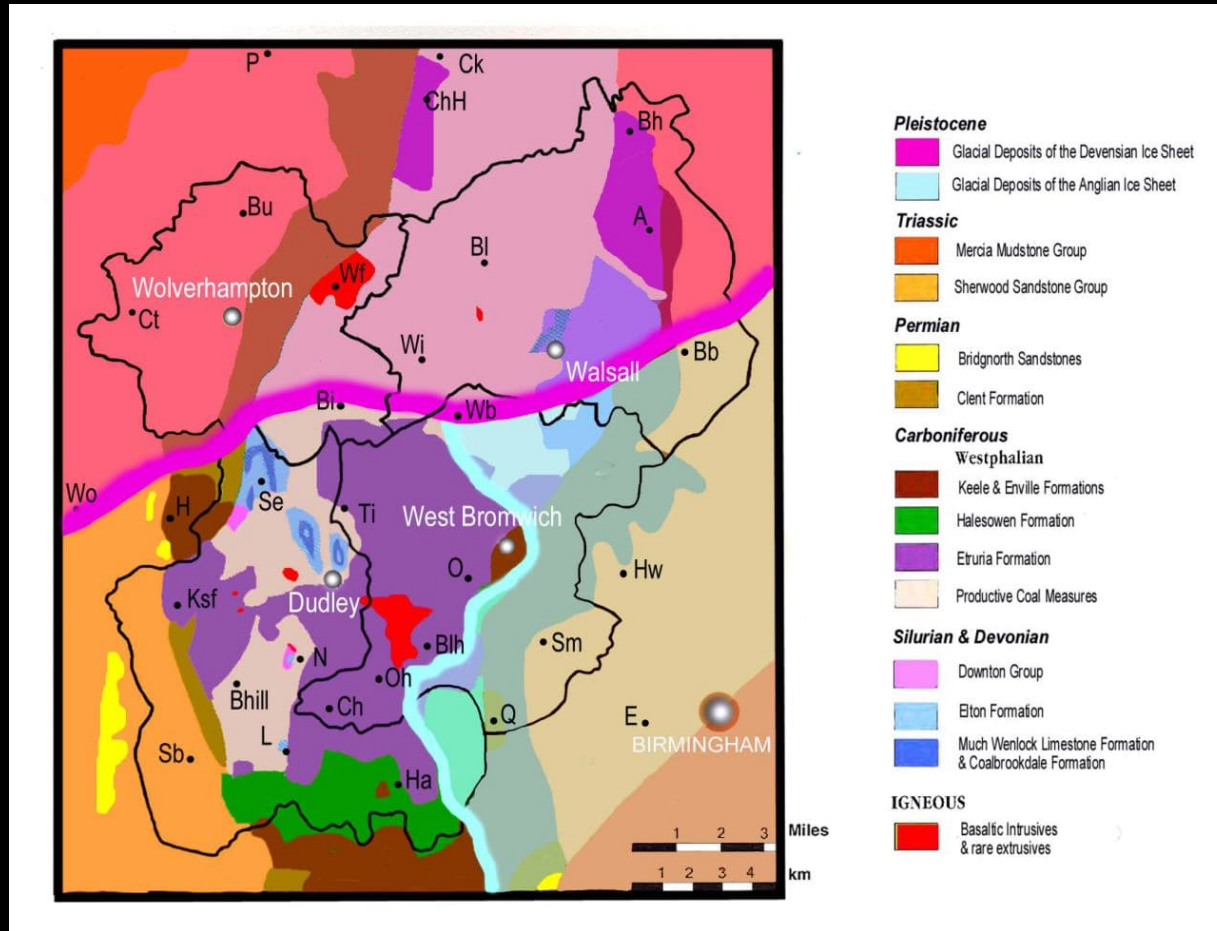 P
Ck
ChH
Bh
Bu
A
Bl
Wf
Wolverhampton
Ct
Wi
Walsall
Bb
Bi
Wb
Wo
H
Se
Ti
West Bromwich
O
Hw
Dudley
Ksf
Blh
Sm
N
Oh
Bhill
Ch
Q
E
BIRMINGHAM
L
Sb
Ha
1 2 3 Miles
1 2 3 4 km
Pleistocene
Glacial Deposits of the Devensian Ice Sheet
Glacial Deposits of the Anglian Ice Sheet
Triassic
Mercia Mudstone Group
Sherwood Sandstone Group
Permian
Bridgnorth Sandstones
Clent Formation
Carboniferous
Westphalian
Keele & Enville Formations
Halesowen Formation
Etruria Formation
Productive Coal Measures
Silurian & Devonian
Downton Group
Elton Formation
Much Wenlock Limestone Formation
& Coalbrookdale Formation
IGNEOUS
Basaltic Intrusives
& rare extrusives